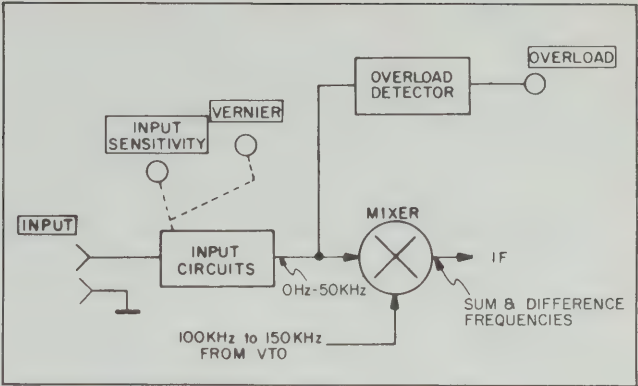 OVERLOAD
OVERLOAD
DETECTOR
VERNIER
INPUT
SENSITIVITY
MIXER
INPUT
INPUT
CIRCUITS
IF
0Hz-50KHz
SUM & DIFFERENCE
FREQUENCIES
100KHz to 150KHz
FROM VTO